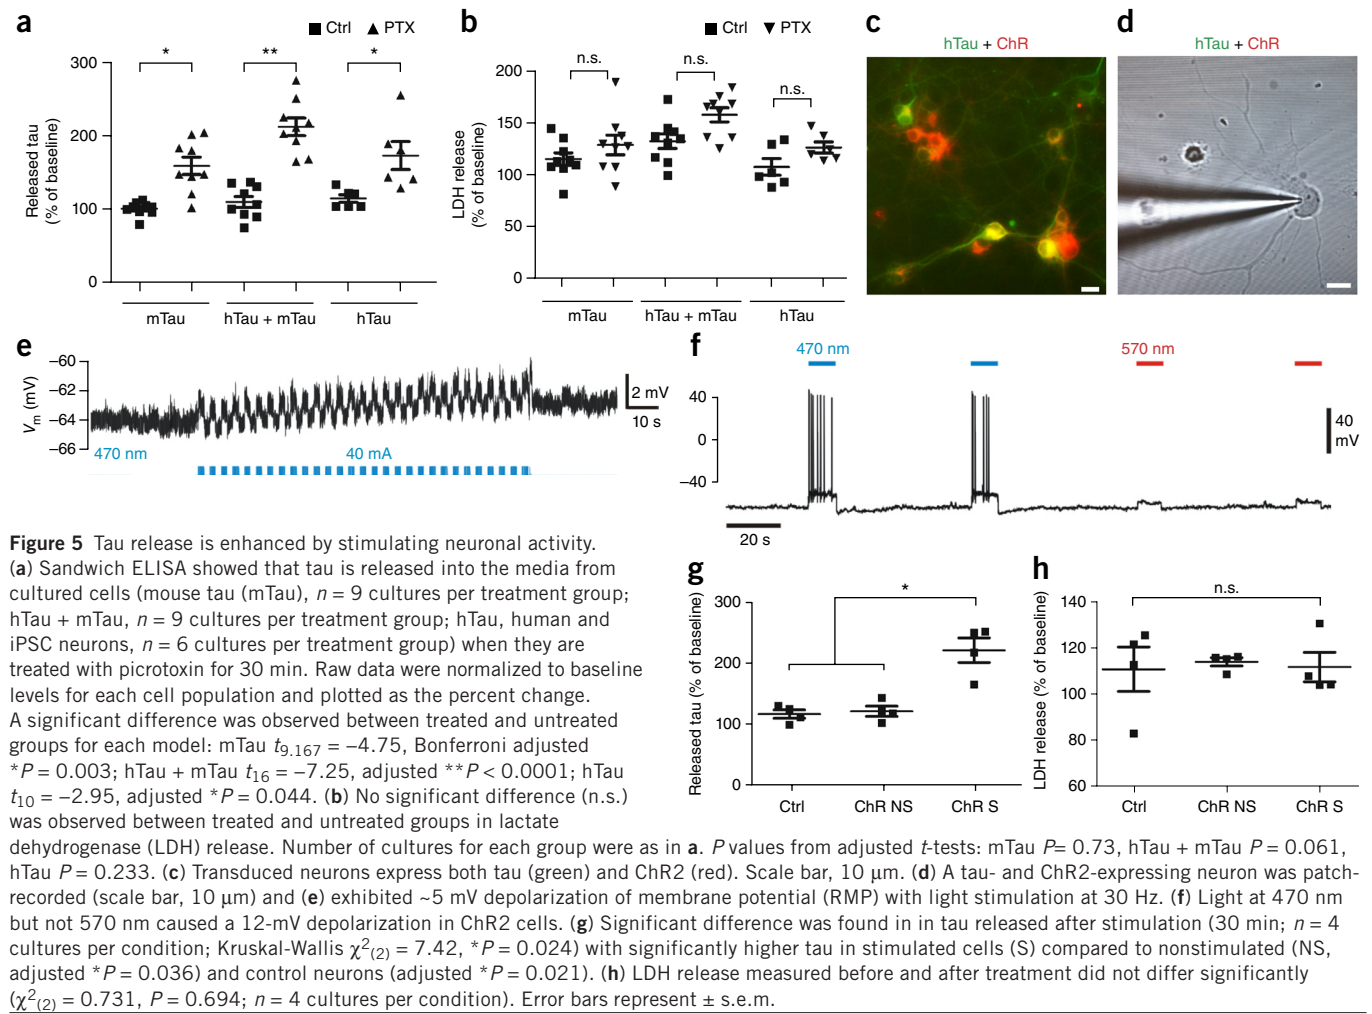 a
■ Ctrl ▲ PTX
Released tau
(% of baseline)
300
200
100
0
*
**
*
mTau
hTau + mTau
hTau
b
■ Ctrl ▼ PTX
LDH release
(% of baseline)
200
150
100
50
0
n.s.
n.s.
n.s.
mTau
hTau + mTau
hTau
c
hTau + ChR
d
hTau + ChR
e
Vm (mV)
–60
–62
–64
–66
2 mV
10 s
470 nm
40 mA
f
470 nm
570 nm
40
0
–40
40
mV
20 s
g
Released tau (% of baseline)
300
200
100
0
*
Ctrl
ChR NS
ChR S
h
LDH release (% of baseline)
140
120
100
80
60
n.s.
Ctrl
ChR NS
ChR S
Figure 5 Tau release is enhanced by stimulating neuronal activity.
(a) Sandwich ELISA showed that tau is released into the media from
cultured cells (mouse tau (mTau), n = 9 cultures per treatment group;
hTau + mTau, n = 9 cultures per treatment group; hTau, human and
iPSC neurons, n = 6 cultures per treatment group) when they are
treated with picrotoxin for 30 min. Raw data were normalized to baseline
levels for each cell population and plotted as the percent change.
A significant difference was observed between treated and untreated
groups for each model: mTau t9.167 = –4.75, Bonferroni adjusted
*P = 0.003; hTau + mTau t16 = –7.25, adjusted **P < 0.0001; hTau
t10 = –2.95, adjusted *P = 0.044. (b) No significant difference (n.s.)
was observed between treated and untreated groups in lactate
dehydrogenase (LDH) release. Number of cultures for each group were as in a. P values from adjusted t-tests: mTau P= 0.73, hTau + mTau P = 0.061,
hTau P = 0.233. (c) Transduced neurons express both tau (green) and ChR2 (red). Scale bar, 10 μm. (d) A tau- and ChR2-expressing neuron was patch-
recorded (scale bar, 10 μm) and (e) exhibited ~5 mV depolarization of membrane potential (RMP) with light stimulation at 30 Hz. (f) Light at 470 nm
but not 570 nm caused a 12-mV depolarization in ChR2 cells. (g) Significant difference was found in in tau released after stimulation (30 min; n = 4
cultures per condition; Kruskal-Wallis χ²(2) = 7.42, *P = 0.024) with significantly higher tau in stimulated cells (S) compared to nonstimulated (NS,
adjusted *P = 0.036) and control neurons (adjusted *P = 0.021). (h) LDH release measured before and after treatment did not differ significantly
(χ²(2) = 0.731, P = 0.694; n = 4 cultures per condition). Error bars represent ± s.e.m.